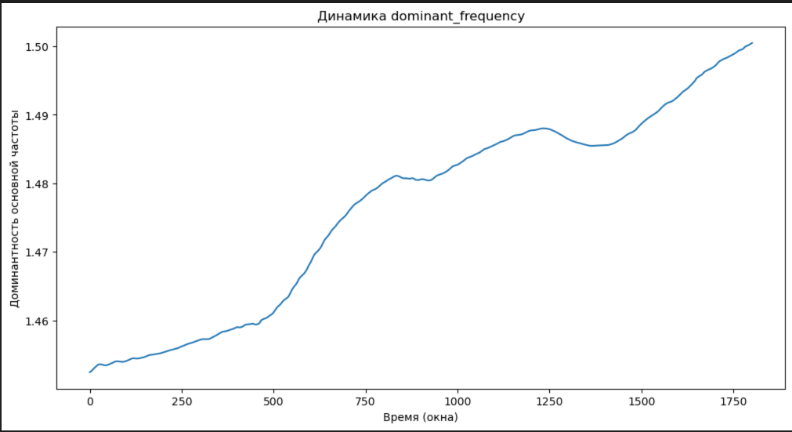 Динамика dominant_frequency
Доминантность основной частоты
1.50
1.49
1.48
1.47
1.46
0 250 500 750 1000 1250 1500 1750
Время (окна)